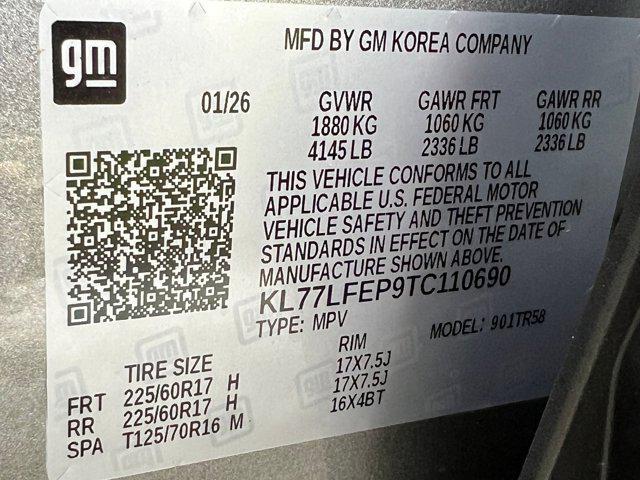 gm
MFD BY GM KOREA COMPANY
01/26 GVWR GAWR FRT GAWR RR
1880 KG 1060 KG 1060 KG
4145 LB 2336 LB 2336 LB
THIS VEHICLE CONFORMS TO ALL
APPLICABLE U.S. FEDERAL MOTOR
VEHICLE SAFETY AND THEFT PREVENTION
STANDARDS IN EFFECT ON THE DATE OF
MANUFACTURE SHOWN ABOVE.
KL77LFEP9TC110690
TYPE: MPV MODEL: 901TR58
TIRE SIZE RIM
FRT 225/60R17 H 17X7.5J
RR 225/60R17 H 17X7.5J
SPA T125/70R16 M 16X4BT